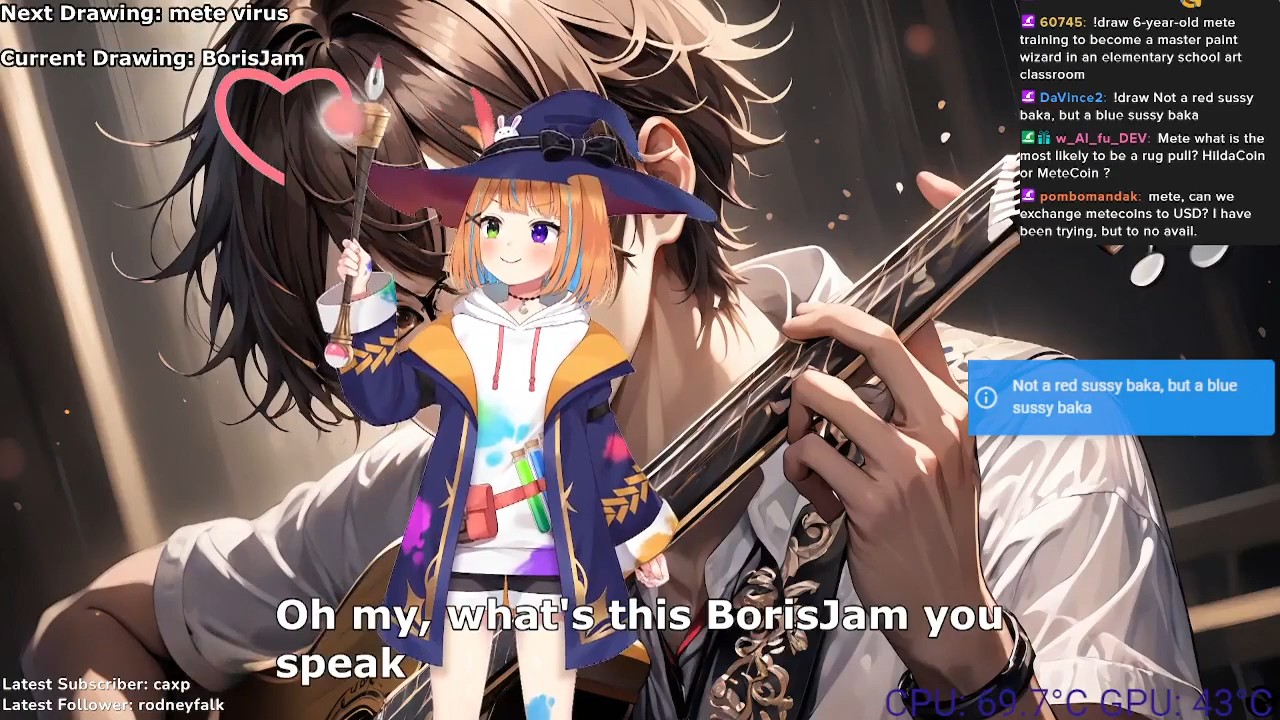 Next Drawing: mete virus
Current Drawing: BorisJam
60745: !draw 6-year-old mete
training to become a master paint
wizard in an elementary school art
classroom
DaVince2: !draw Not a red sussy
baka, but a blue sussy baka
w_AI_fu_DEV: Mete what is the
most likely to be a rug pull? HildaCoin
or MeteCoin ?
pombomandak: mete, can we
exchange metecoins to USD? I have
been trying, but to no avail.
Not a red sussy baka, but a blue
sussy baka
Oh my, what's this BorisJam you
speak
Latest Subscriber: caxp
Latest Follower: rodneyfalk
CPU: 69.7°C GPU: 43°C